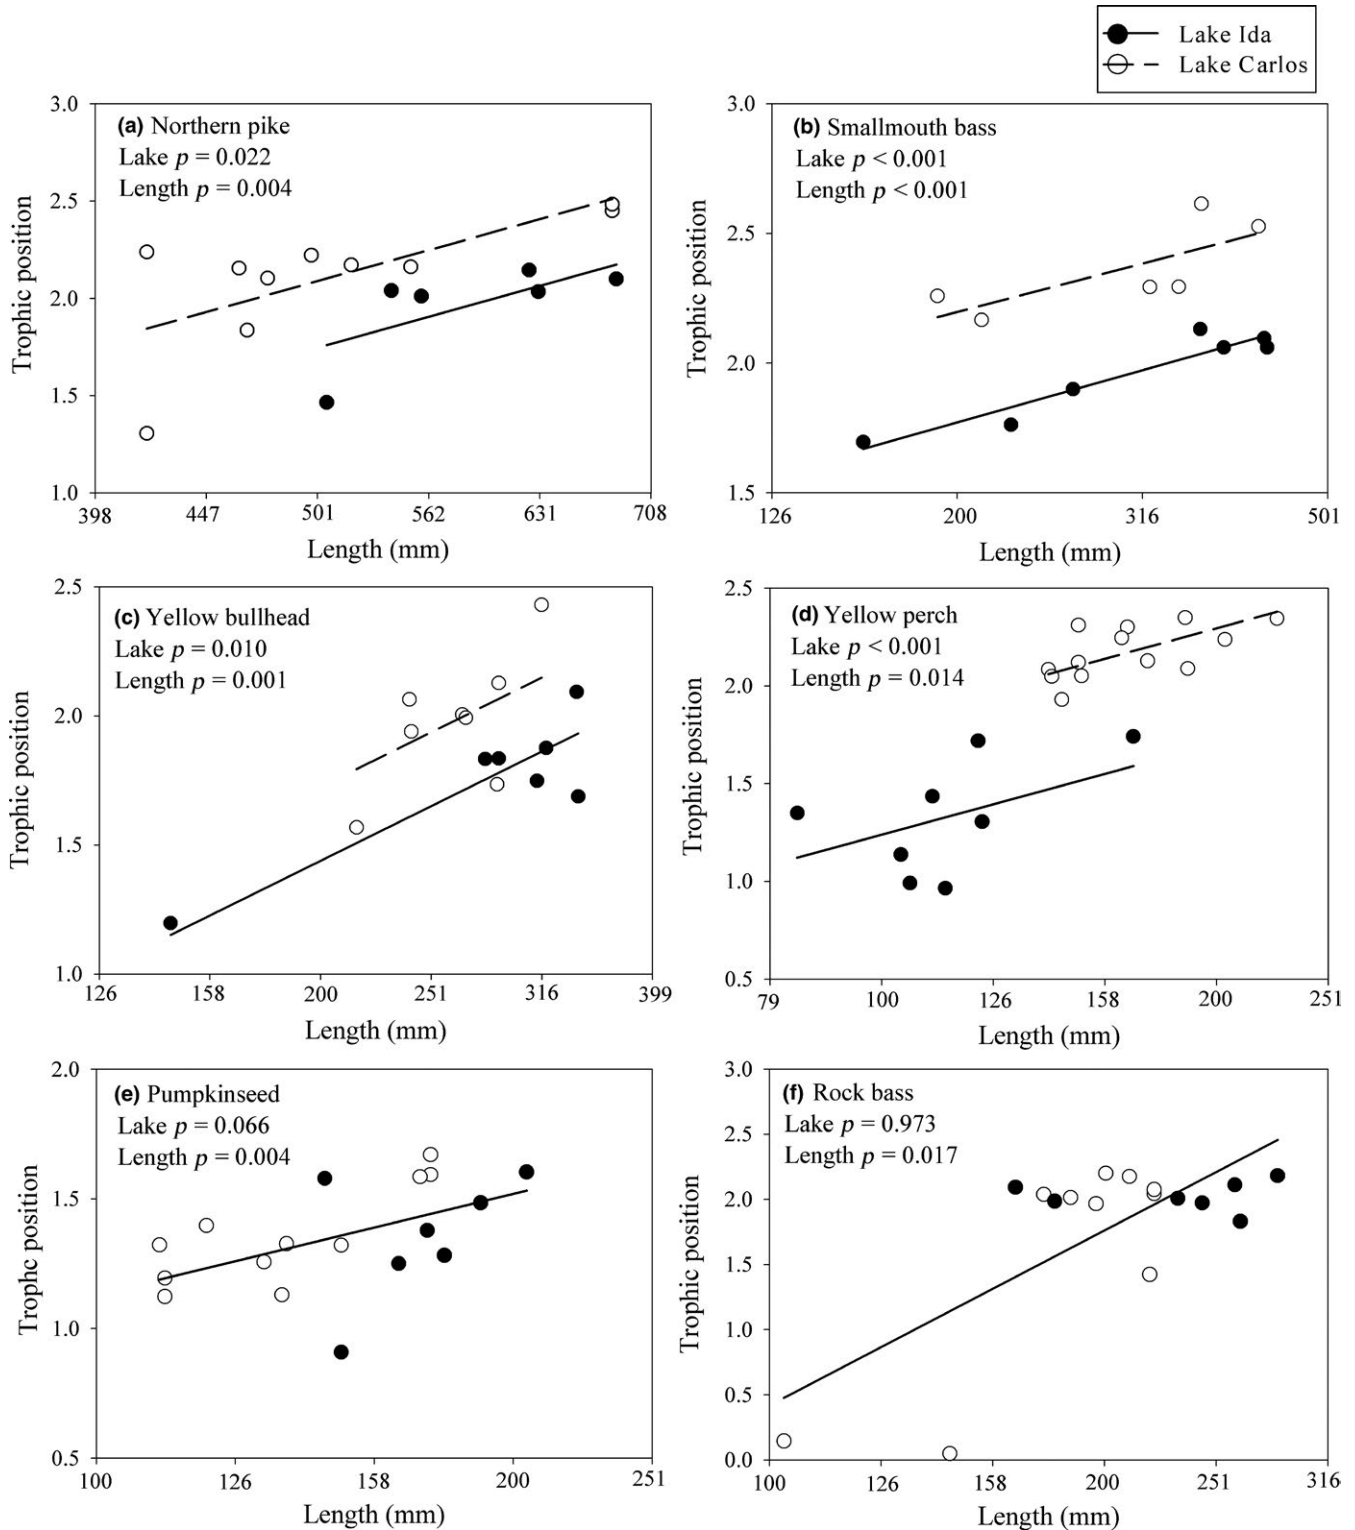 Lake Ida
Lake Carlos
(a) Northern pike
Lake p = 0.022
Length p = 0.004
Trophic position
3.0
2.5
2.0
1.5
1.0
398 447 501 562 631 708
Length (mm)
(b) Smallmouth bass
Lake p < 0.001
Length p < 0.001
Trophic position
3.0
2.5
2.0
1.5
126 200 316 501
Length (mm)
(c) Yellow bullhead
Lake p = 0.010
Length p = 0.001
Trophic position
2.5
2.0
1.5
1.0
126 158 200 251 316 399
Length (mm)
(d) Yellow perch
Lake p < 0.001
Length p = 0.014
Trophic position
2.5
2.0
1.5
1.0
0.5
79 100 126 158 200 251
Length (mm)
(e) Pumpkinseed
Lake p = 0.066
Length p = 0.004
Trophc position
2.0
1.5
1.0
0.5
100 126 158 200 251
Length (mm)
(f) Rock bass
Lake p = 0.973
Length p = 0.017
Trophic position
3.0
2.5
2.0
1.5
1.0
0.5
0.0
100 126 158 200 251 316
Length (mm)